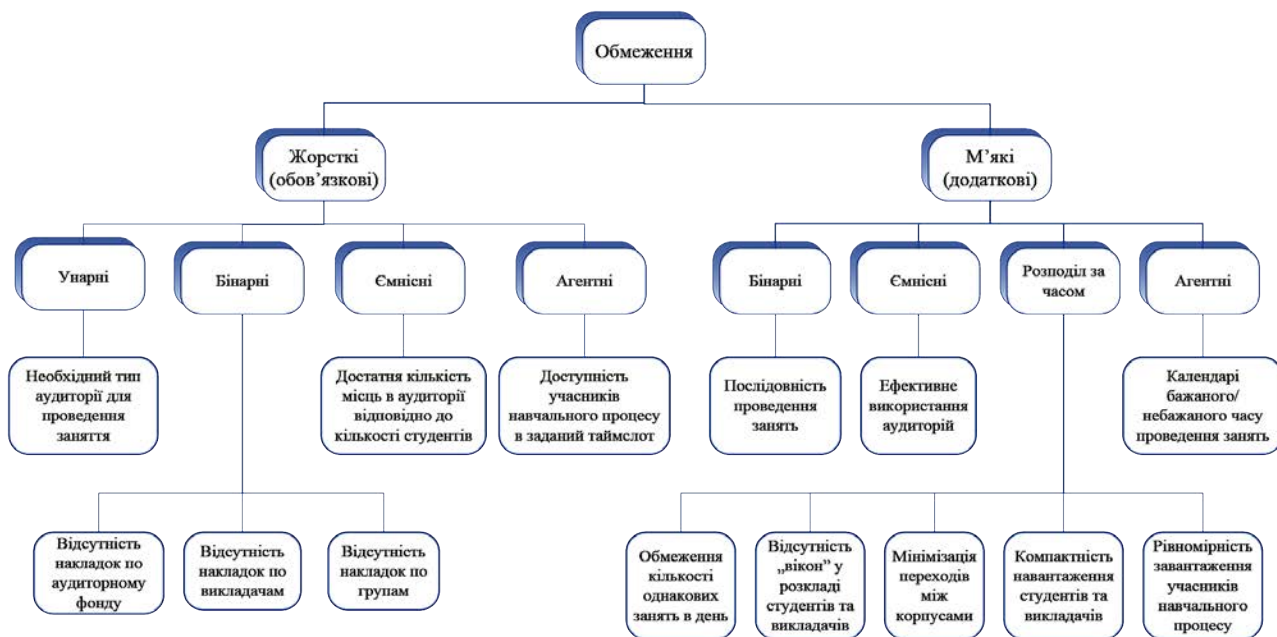 Обмеження
Жорсткі
(обов’язкові)
М’які
(додаткові)
Унарні
Бінарні
Ємнісні
Агентні
Бінарні
Ємнісні
Розподіл за
часом
Агентні
Необхідний тип
аудиторії для
проведення
заняття
Достатня кількість
місць в аудиторії
відповідно до
кількості студентів
Доступність
учасників
навчального процесу
в заданий таймслот
Послідовність
проведення
занять
Ефективне
використання
аудиторій
Календарі
бажаного/
небажаного часу
проведення занять
Відсутність
накладок по
аудиторному
фонду
Відсутність
накладок по
викладачам
Відсутність
накладок по
групам
Обмеження
кількості
однакових
занять в день
Відсутність
„вікон” у
розкладі
студентів та
викладачів
Мінімізація
переходів
між
корпусами
Компактність
навантаження
студентів та
викладачів
Рівномірність
завантаження
учасників
навчального
процесу